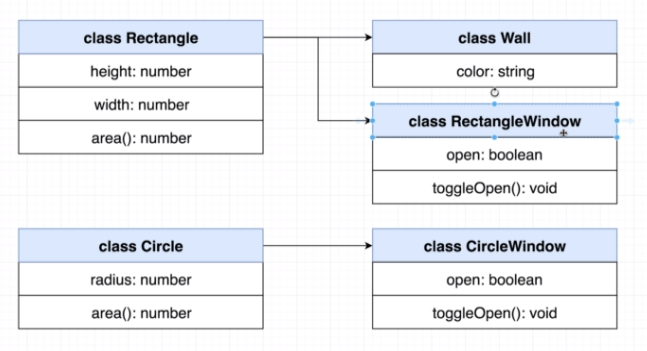 class Rectangle
height: number
width: number
area(): number
class Wall
color: string
class RectangleWindow
open: boolean
toggleOpen(): void
class Circle
radius: number
area(): number
class CircleWindow
open: boolean
toggleOpen(): void